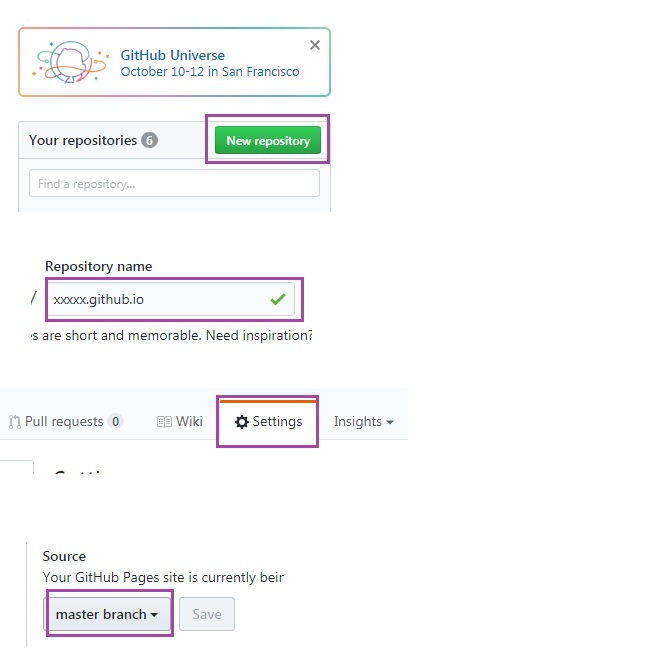 GitHub Universe
October 10-12 in San Francisco
Your repositories 6
New repository
Find a repository...
Repository name
/ xxxxx.github.io
s are short and memorable. Need inspiration?
Pull requests 0 Wiki Settings Insights
Source
Your GitHub Pages site is currently beir
master branch Save